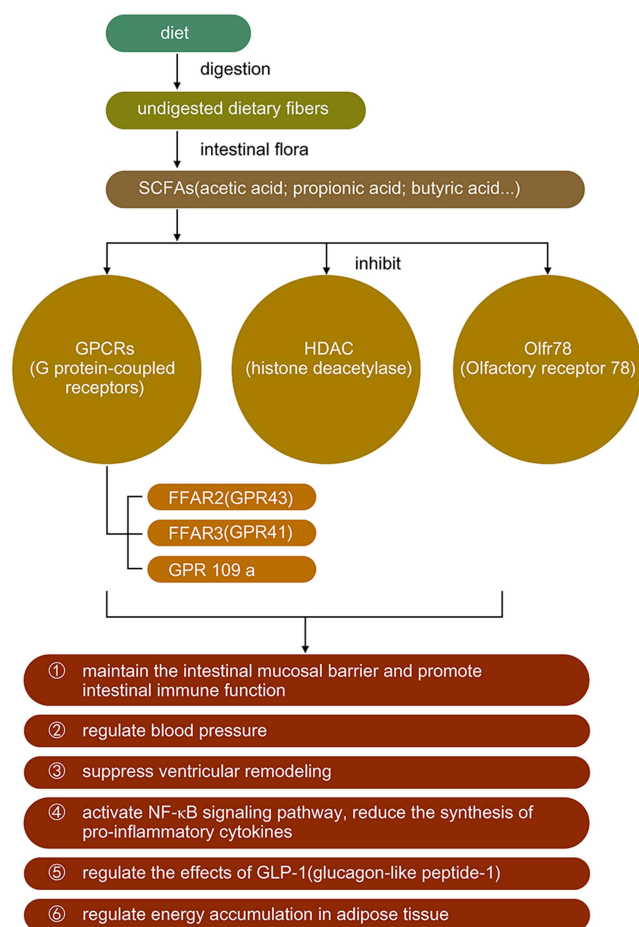 diet
digestion
undigested dietary fibers
intestinal flora
SCFAs(acetic acid; propionic acid; butyric acid...)
inhibit
GPCRs
(G protein-coupled
receptors)
HDAC
(histone deacetylase)
Olfr78
(Olfactory receptor 78)
FFAR2(GPR43)
FFAR3(GPR41)
GPR 109 a
① maintain the intestinal mucosal barrier and promote
intestinal immune function
② regulate blood pressure
③ suppress ventricular remodeling
④ activate NF-κB signaling pathway, reduce the synthesis of
pro-inflammatory cytokines
⑤ regulate the effects of GLP-1(glucagon-like peptide-1)
⑥ regulate energy accumulation in adipose tissue